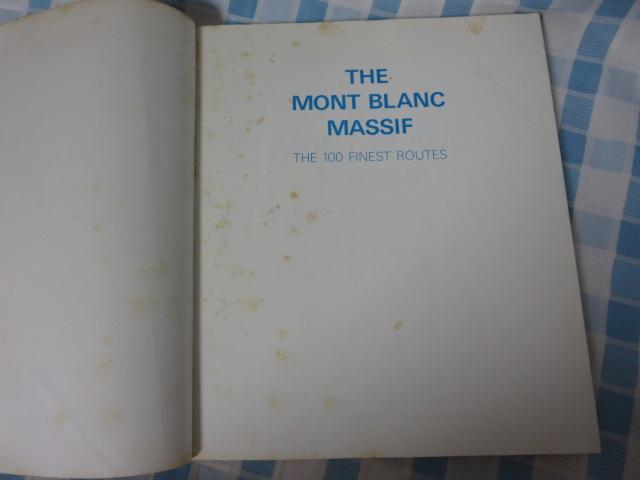 THE
MONT BLANC
MASSIF
THE 100 FINEST ROUTES